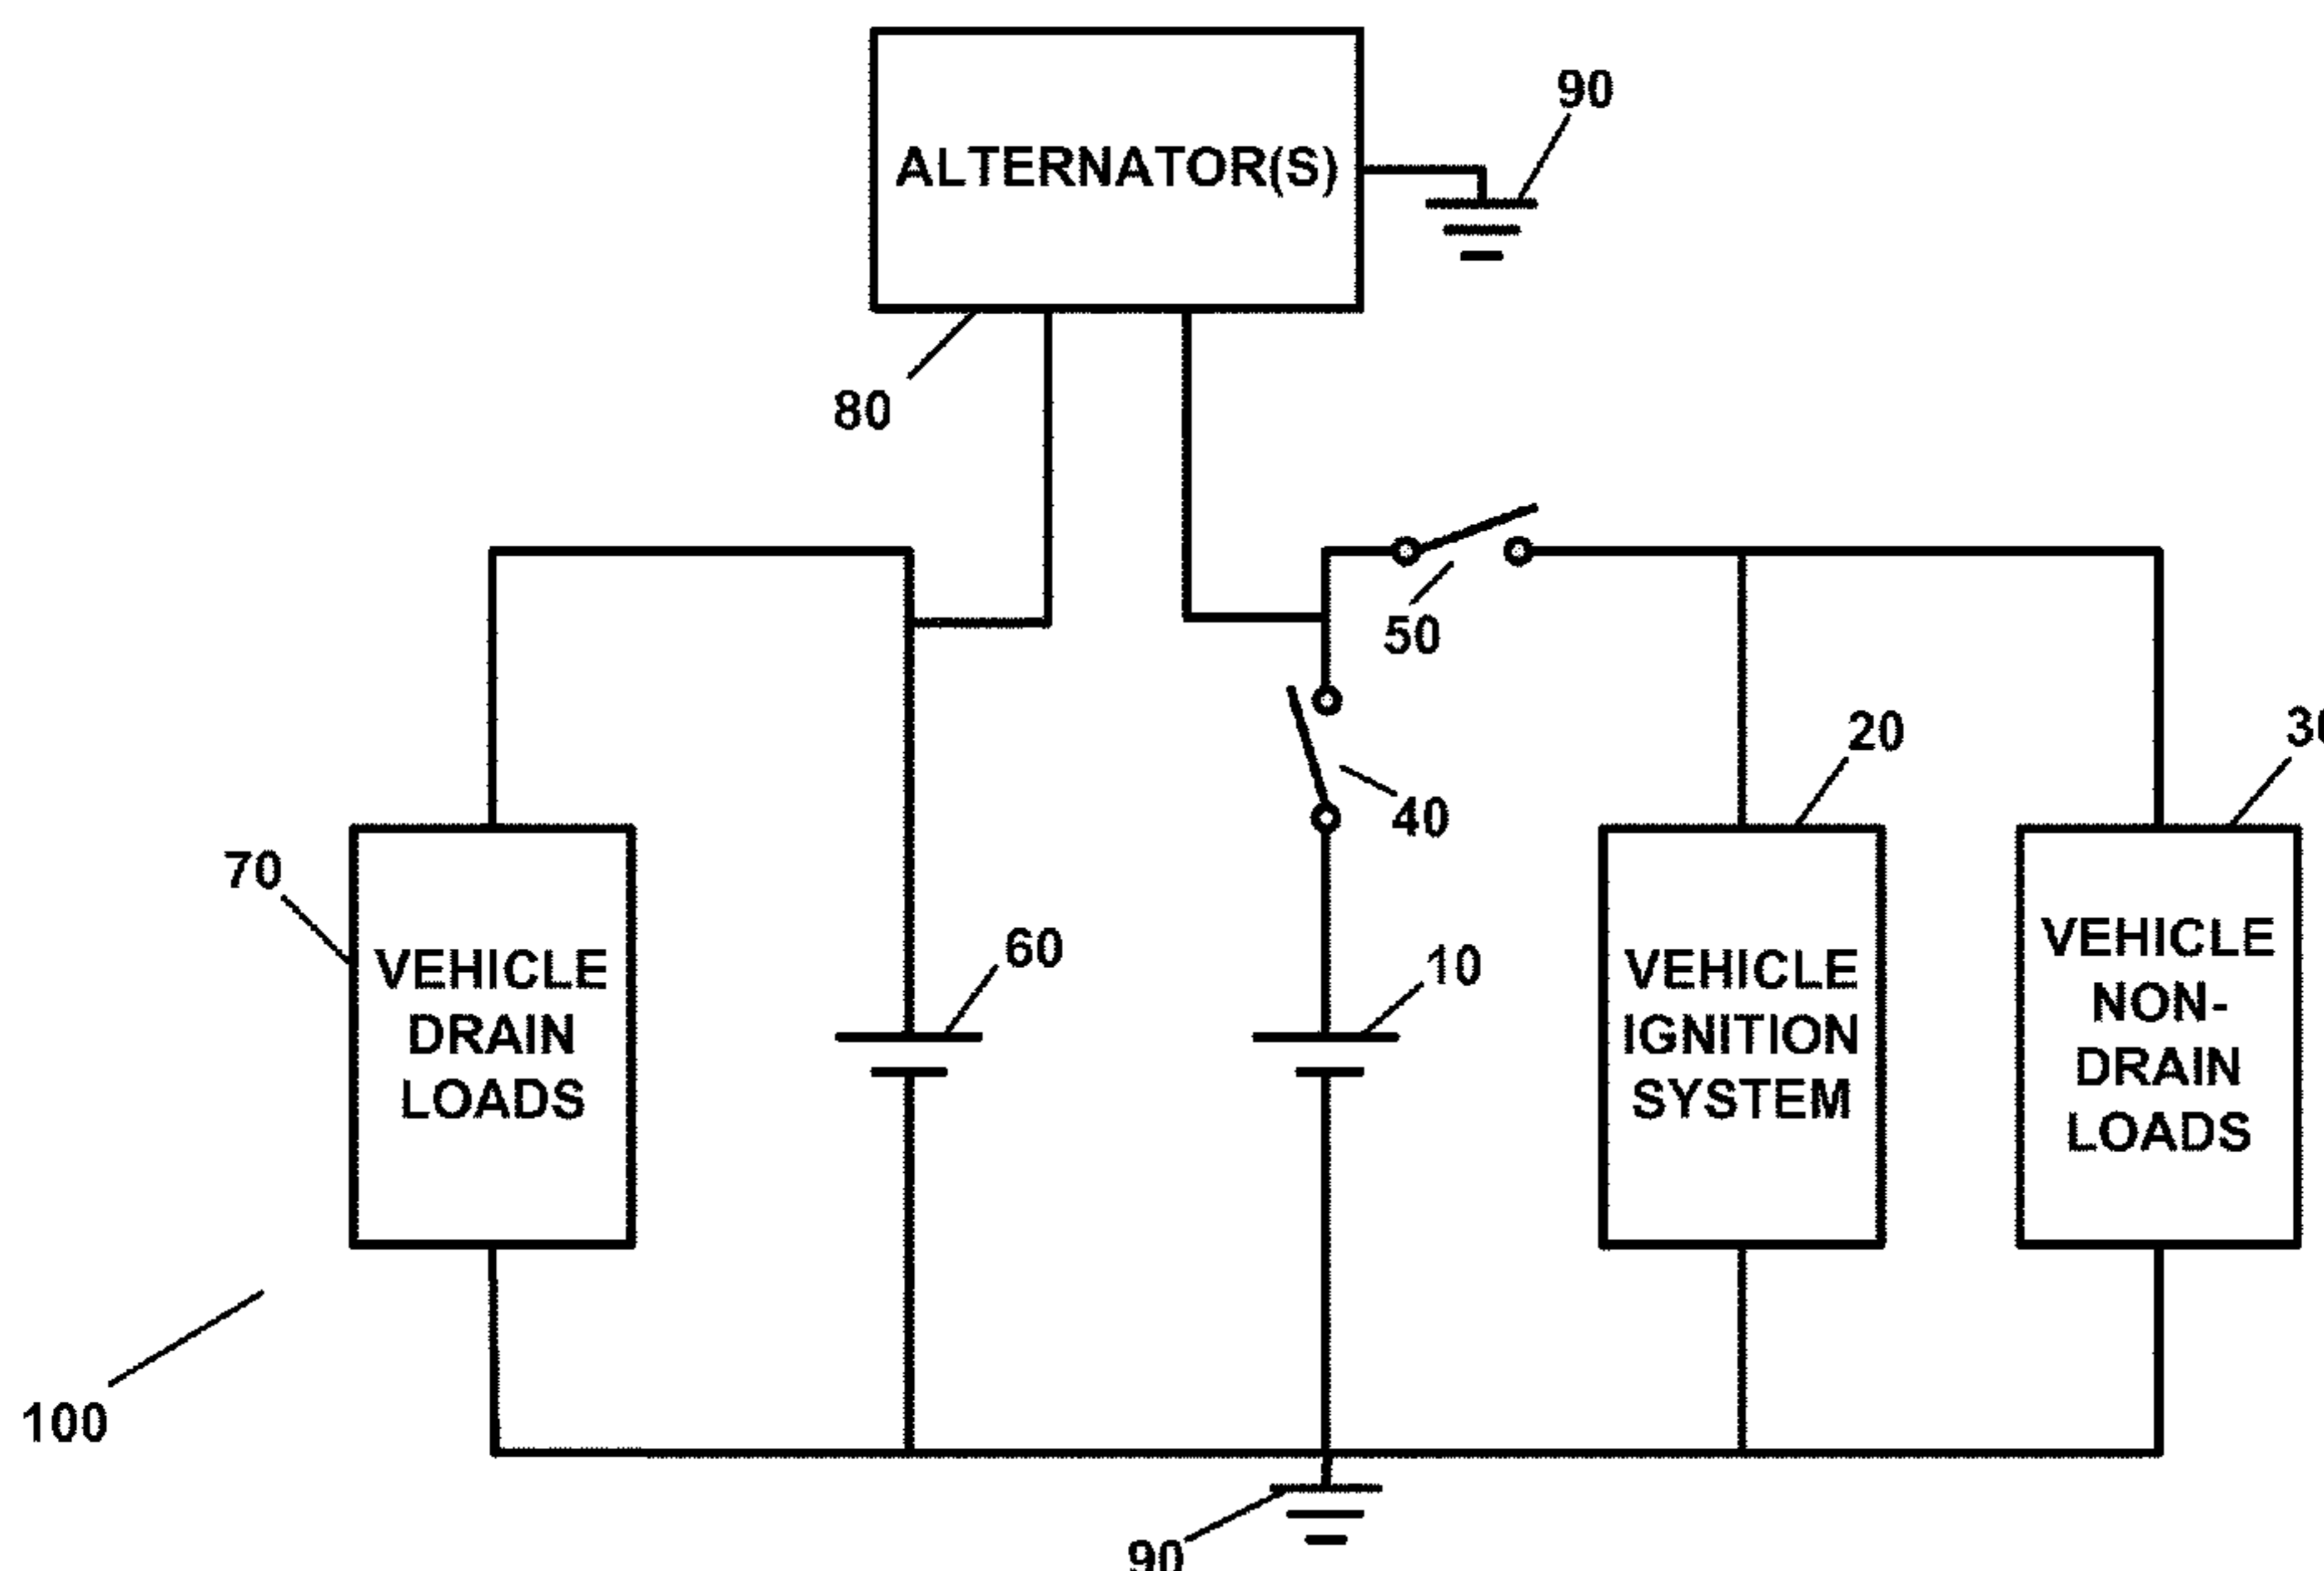 90
ALTERNATOR(S)
80
50
20
30
40
70
60
10
VEHICLE
DRAIN
LOADS
VEHICLE
IGNITION
SYSTEM
VEHICLE
NON-
DRAIN
LOADS
100
90